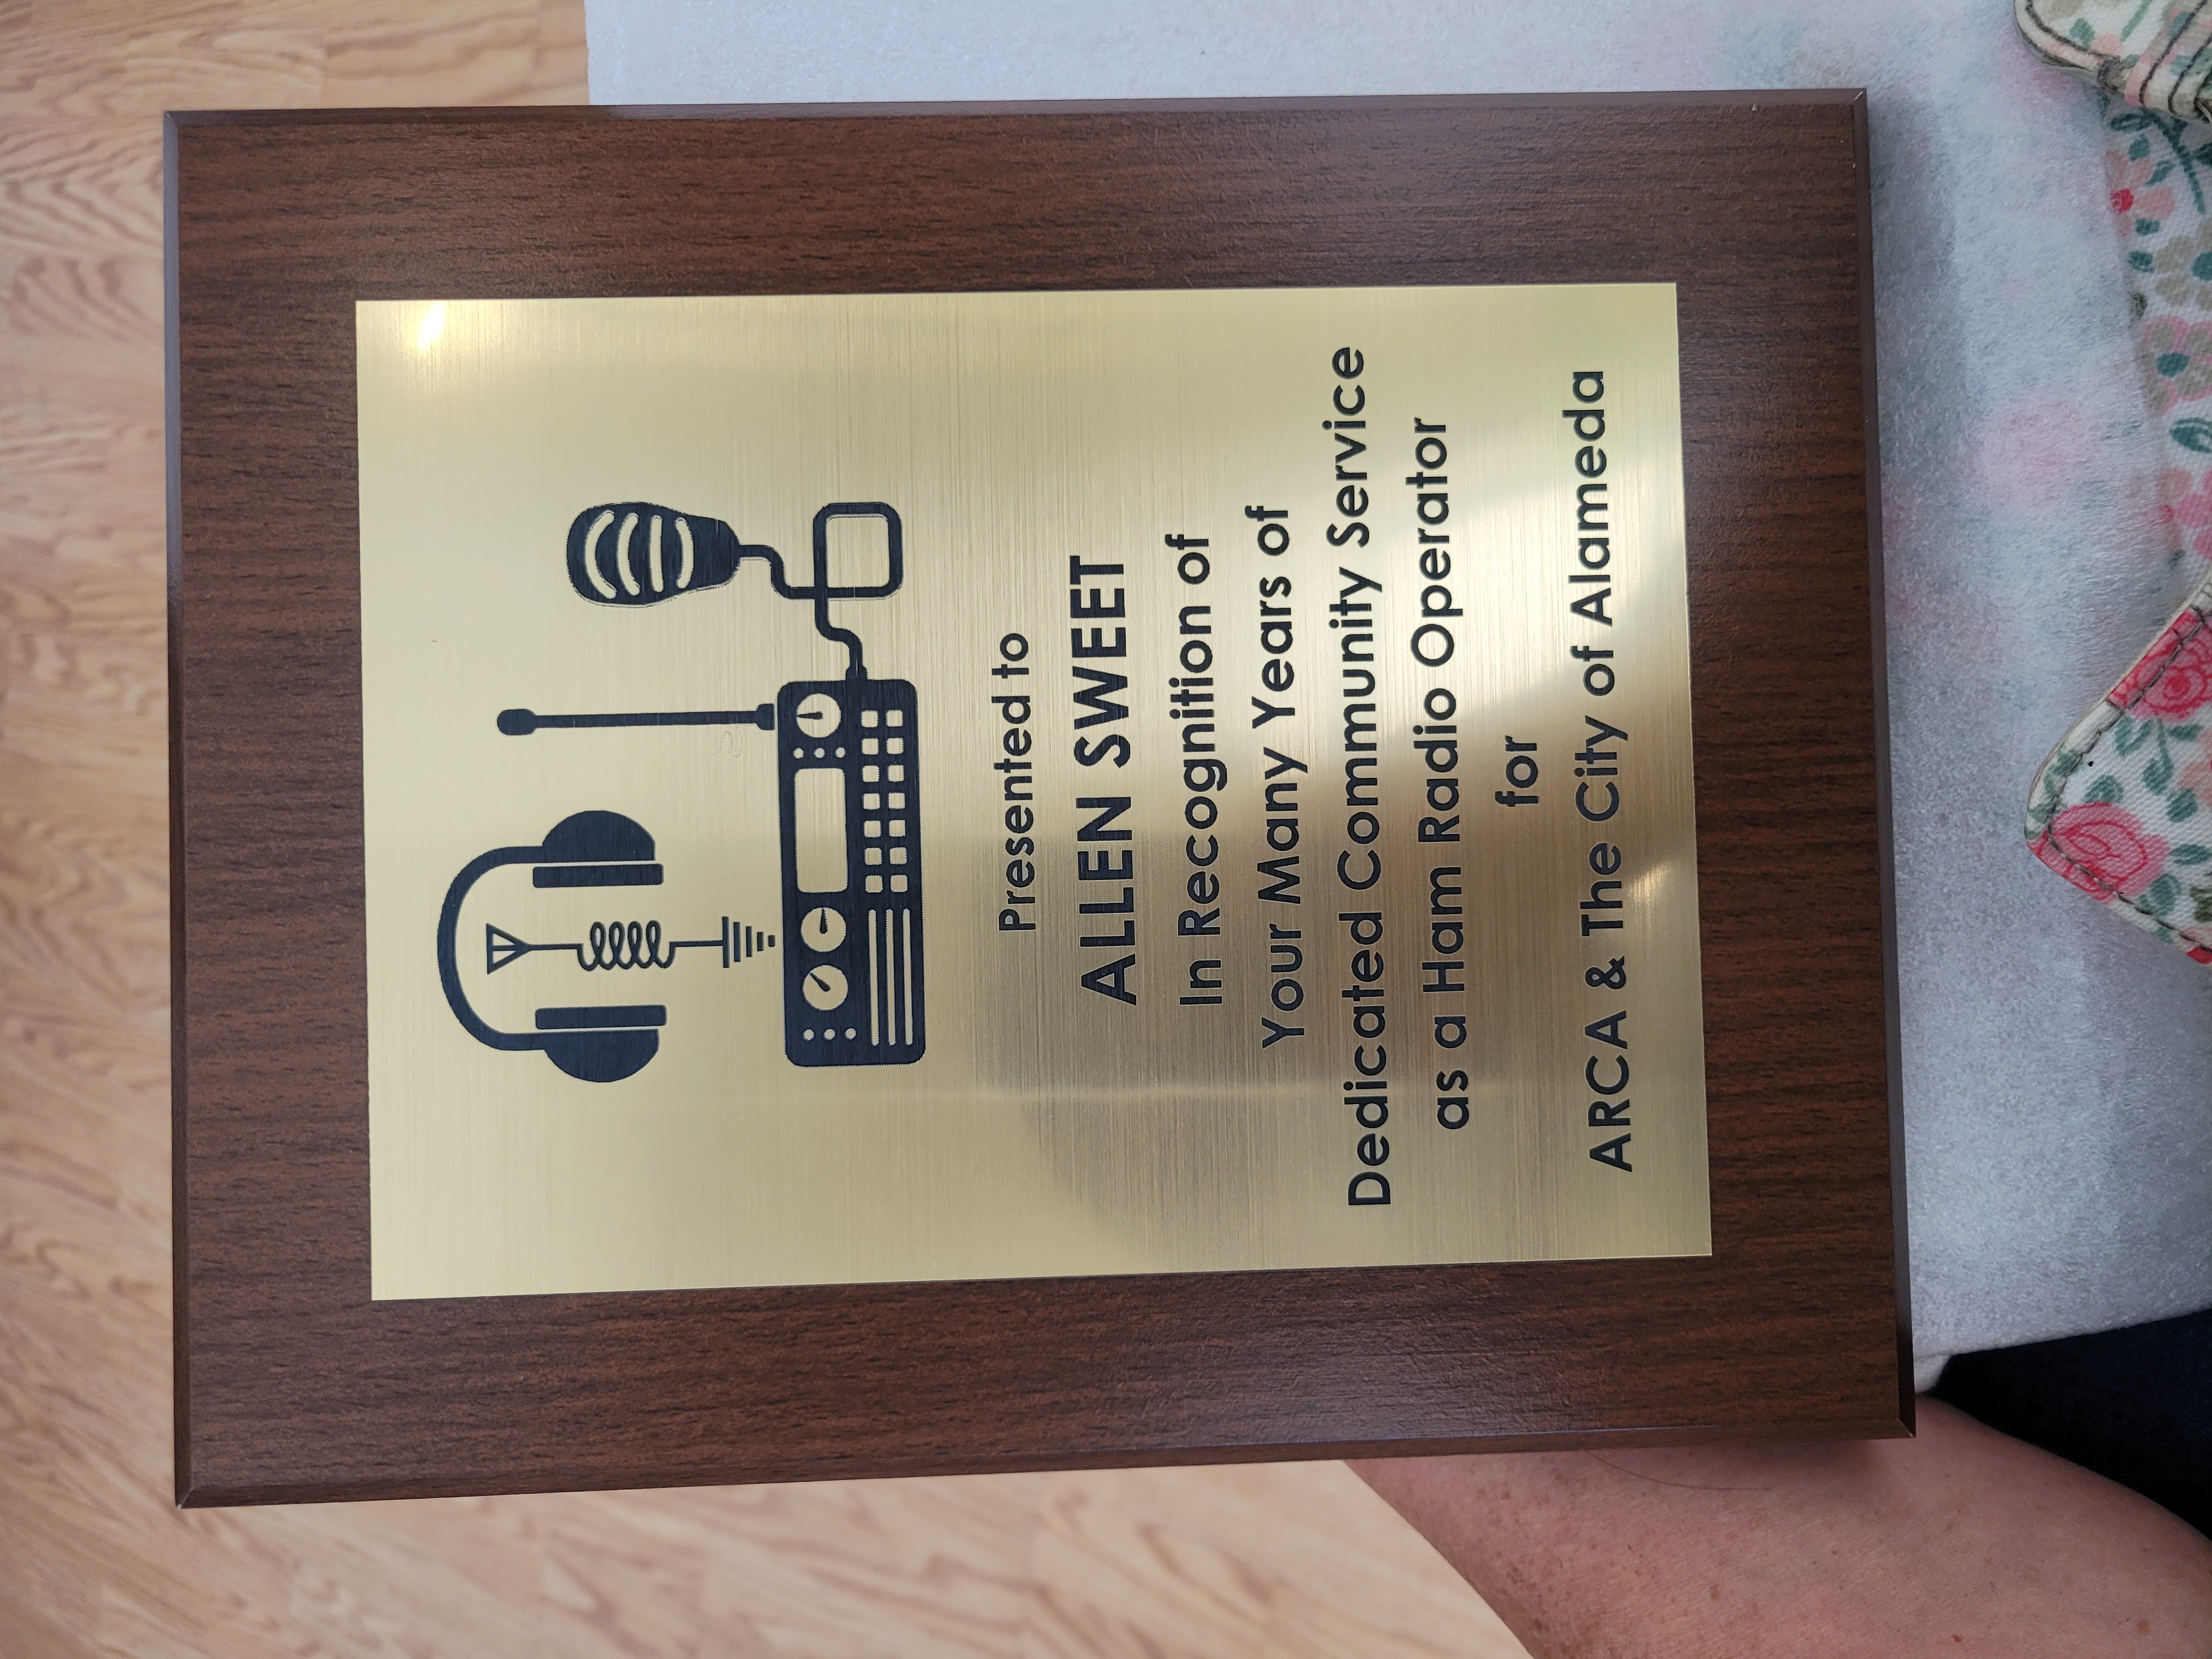 Presented to
ALLEN SWEET
In Recognition of
Your Many Years of
Dedicated Community Service
as a Ham Radio Operator
for
ARCA & The City of Alameda